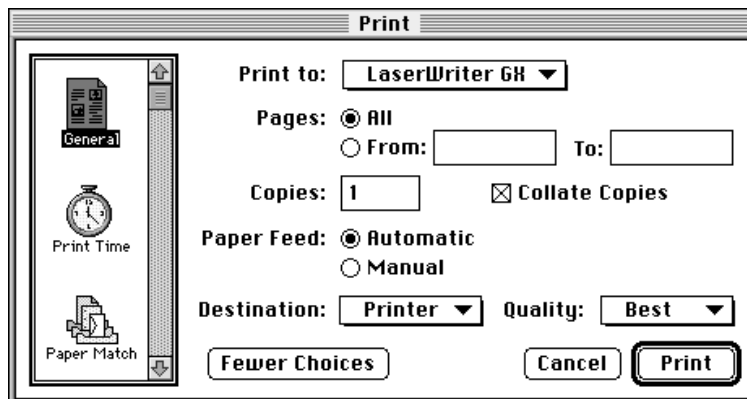 Print
General
Print Time
Paper Match
Print to: LaserWriter GX
Pages: All
From: To:
Copies: 1 Collate Copies
Paper Feed: Automatic
Manual
Destination: Printer Quality: Best
Fewer Choices Cancel Print